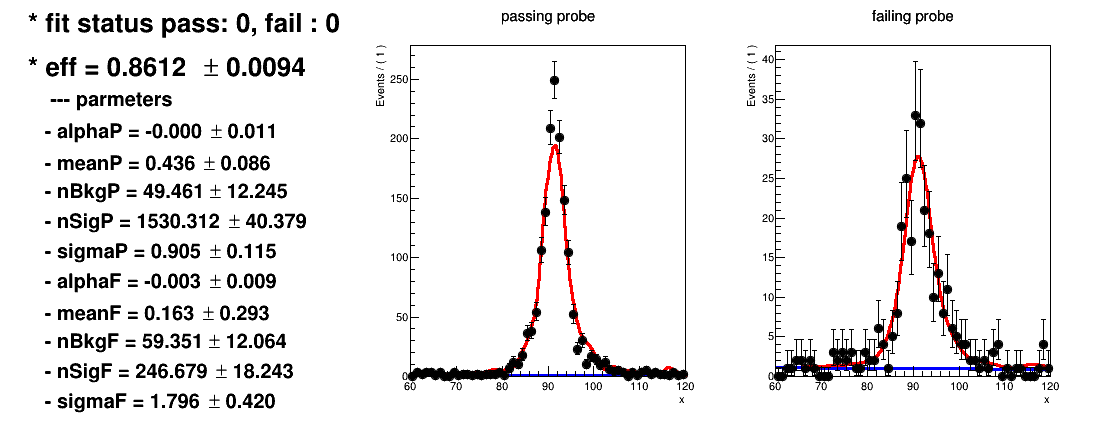 * fit status pass: 0, fail : 0
* eff = 0.8612 ± 0.0094
--- parmeters
- alphaP = -0.000 ± 0.011
- meanP = 0.436 ± 0.086
- nBkgP = 49.461 ± 12.245
- nSigP = 1530.312 ± 40.379
- sigmaP = 0.905 ± 0.115
- alphaF = -0.003 ± 0.009
- meanF = 0.163 ± 0.293
- nBkgF = 59.351 ± 12.064
- nSigF = 246.679 ± 18.243
- sigmaF = 1.796 ± 0.420
passing probe
Events / ( 1 )
250
200
150
100
50
0
60 70 80 90 100 110 120
x
failing probe
Events / ( 1 )
40
35
30
25
20
15
10
5
0
60 70 80 90 100 110 120
x